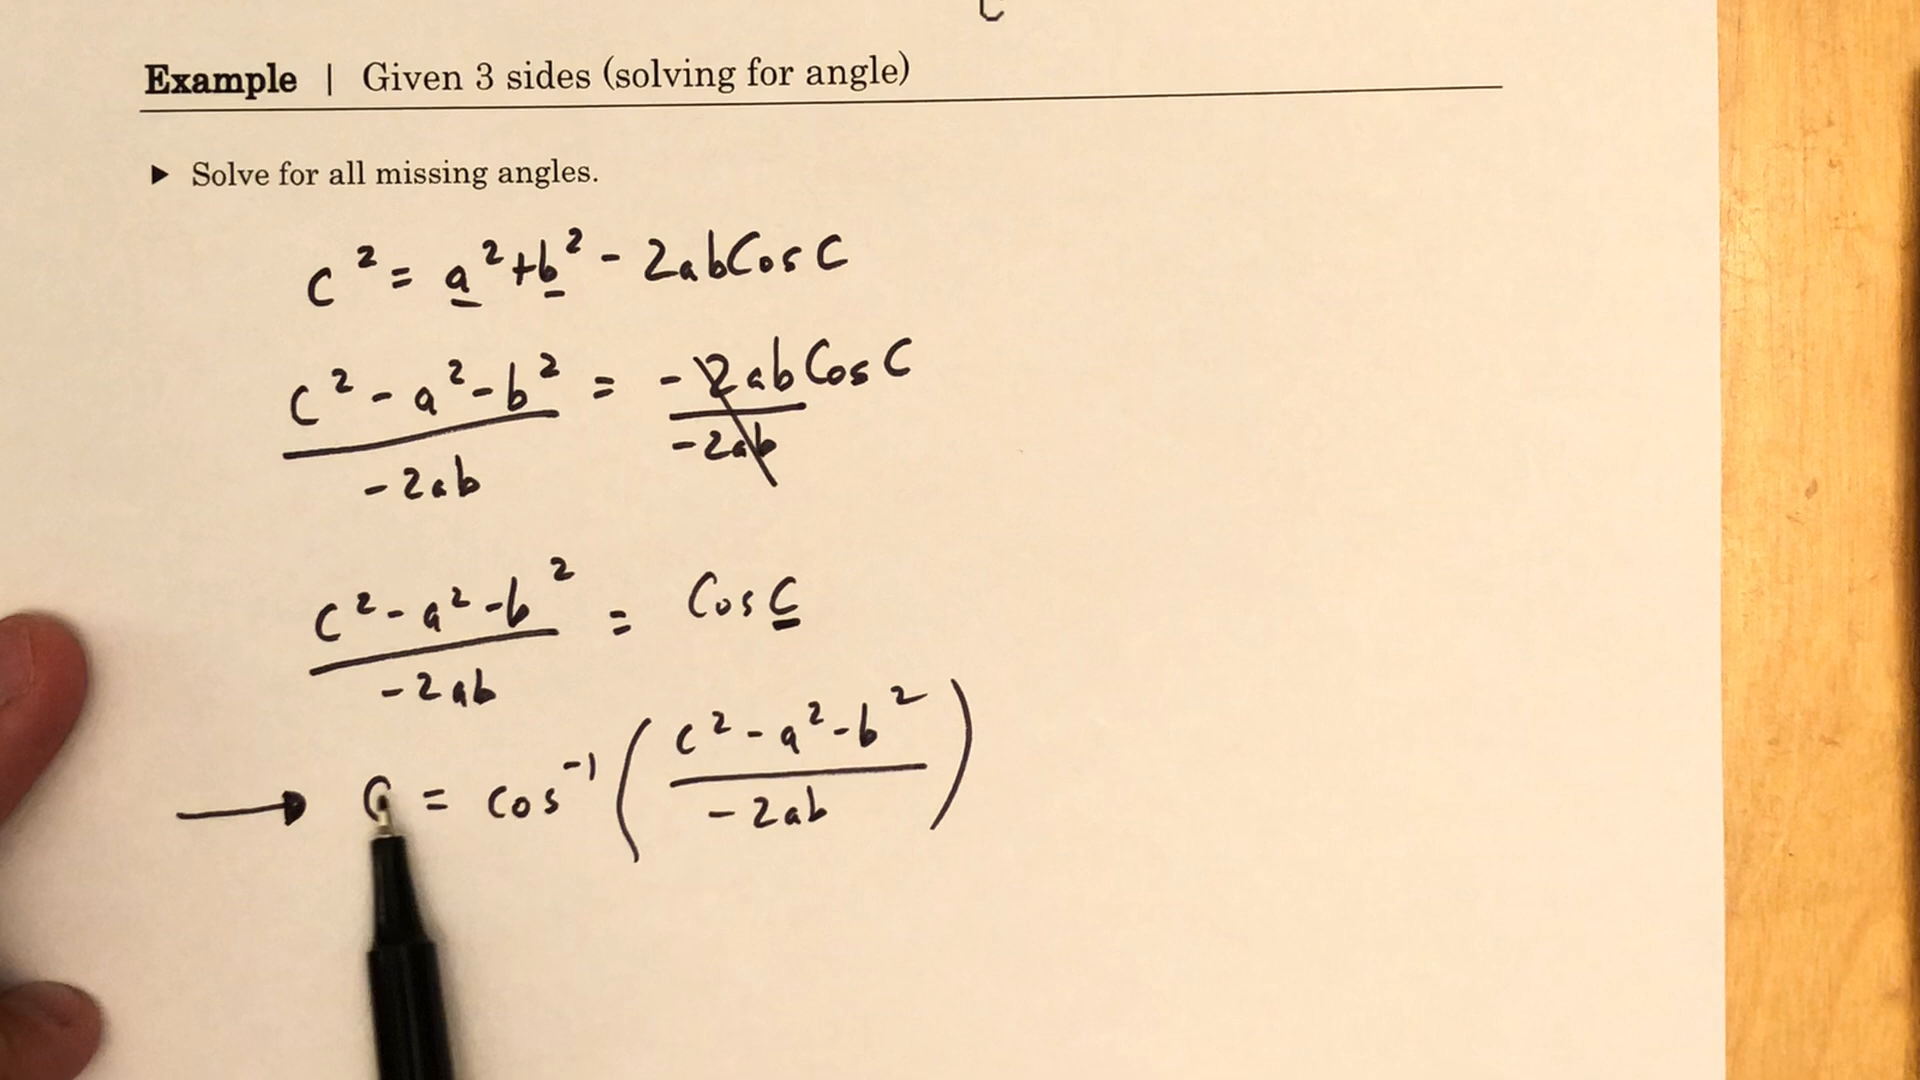 C
Example | Given 3 sides (solving for angle)
▶ Solve for all missing angles.
c² = a² + b² - 2abCos C
c² - a² - b² / -2ab = -2abCos C / -2ab
c² - a² - b² / -2ab = Cos C
→ C = cos⁻¹ ( c² - a² - b² / -2ab )